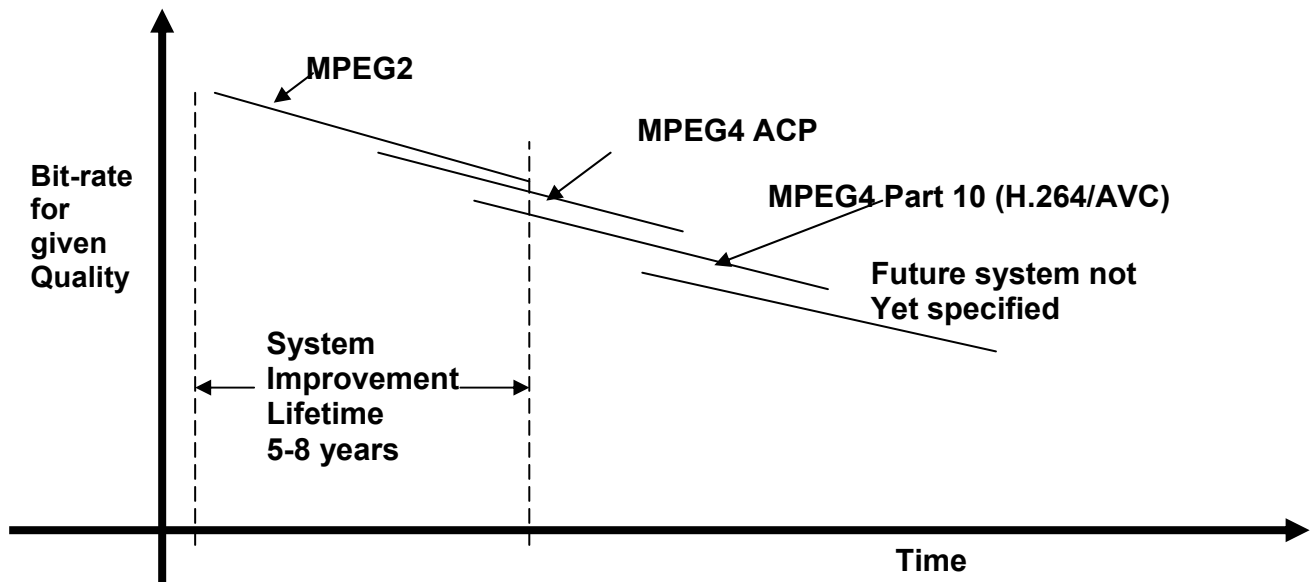 MPEG2
MPEG4 ACP
MPEG4 Part 10 (H.264/AVC)
Bit-rate
for
given
Quality
Future system not
Yet specified
System
Improvement
Lifetime
5-8 years
Time